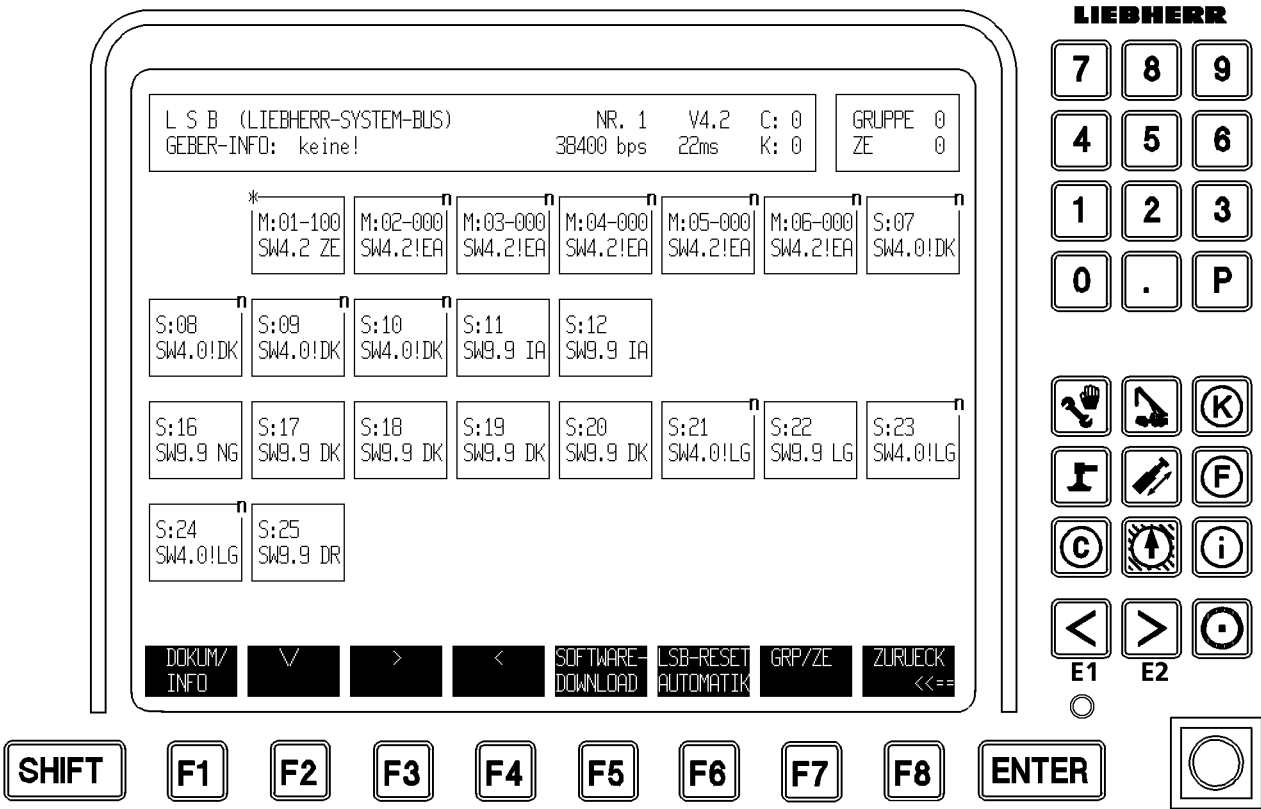 LIEBHERR
7 8 9
L S B (LIEBHERR-SYSTEM-BUS) NR. 1 V4.2 C: 0 GRUPPE 0
GEBER-INFO: keine! 38400 bps 22ms K: 0 ZE 0
4 5 6
* n n n n n n
M:01-100 M:02-000 M:03-000 M:04-000 M:05-000 M:06-000 S:07
SW4.2 ZE SW4.2!EA SW4.2!EA SW4.2!EA SW4.2!EA SW4.2!EA SW4.0!DK
1 2 3
0 . P
n n n
S:08 S:09 S:10 S:11 S:12
SW4.0!DK SW4.0!DK SW4.0!DK SW9.9 IA SW9.9 IA
K
n n
S:16 S:17 S:18 S:19 S:20 S:21 S:22 S:23
SW9.9 NG SW9.9 DK SW9.9 DK SW9.9 DK SW9.9 DK SW4.0!LG SW9.9 LG SW4.0!LG
F
n
S:24 S:25
SW4.0!LG SW9.9 DR
C i
DOKUM/ \/ > < SOFTWARE- LSB-RESET GRP/ZE ZURUECK
INFO DOWNLOAD AUTOMATIK <<==
< >
E1 E2
SHIFT F1 F2 F3 F4 F5 F6 F7 F8 ENTER